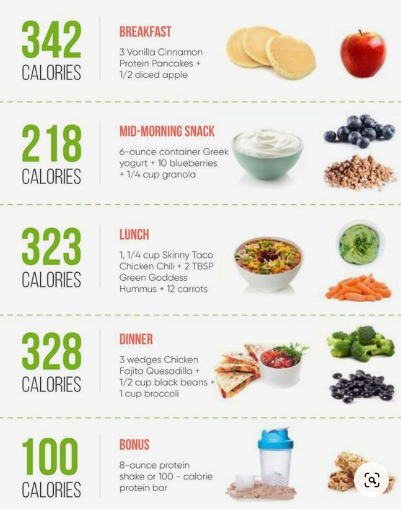 342
CALORIES
BREAKFAST
3 Vanilla Cinnamon
Protein Pancakes +
1/2 diced apple
218
CALORIES
MID-MORNING SNACK
6-ounce container Greek
yogurt + 10 blueberries
+ 1/4 cup granola
323
CALORIES
LUNCH
1, 1/4 cup Skinny Taco
Chicken Chili + 2 TBSP
Green Goddess
Hummus + 12 carrots
328
CALORIES
DINNER
3 wedges Chicken
Fajita Quesadilla +
1/2 cup black beans +
1 cup broccoli
100
CALORIES
BONUS
8-ounce protein
shake or 100 - calorie
protein bar